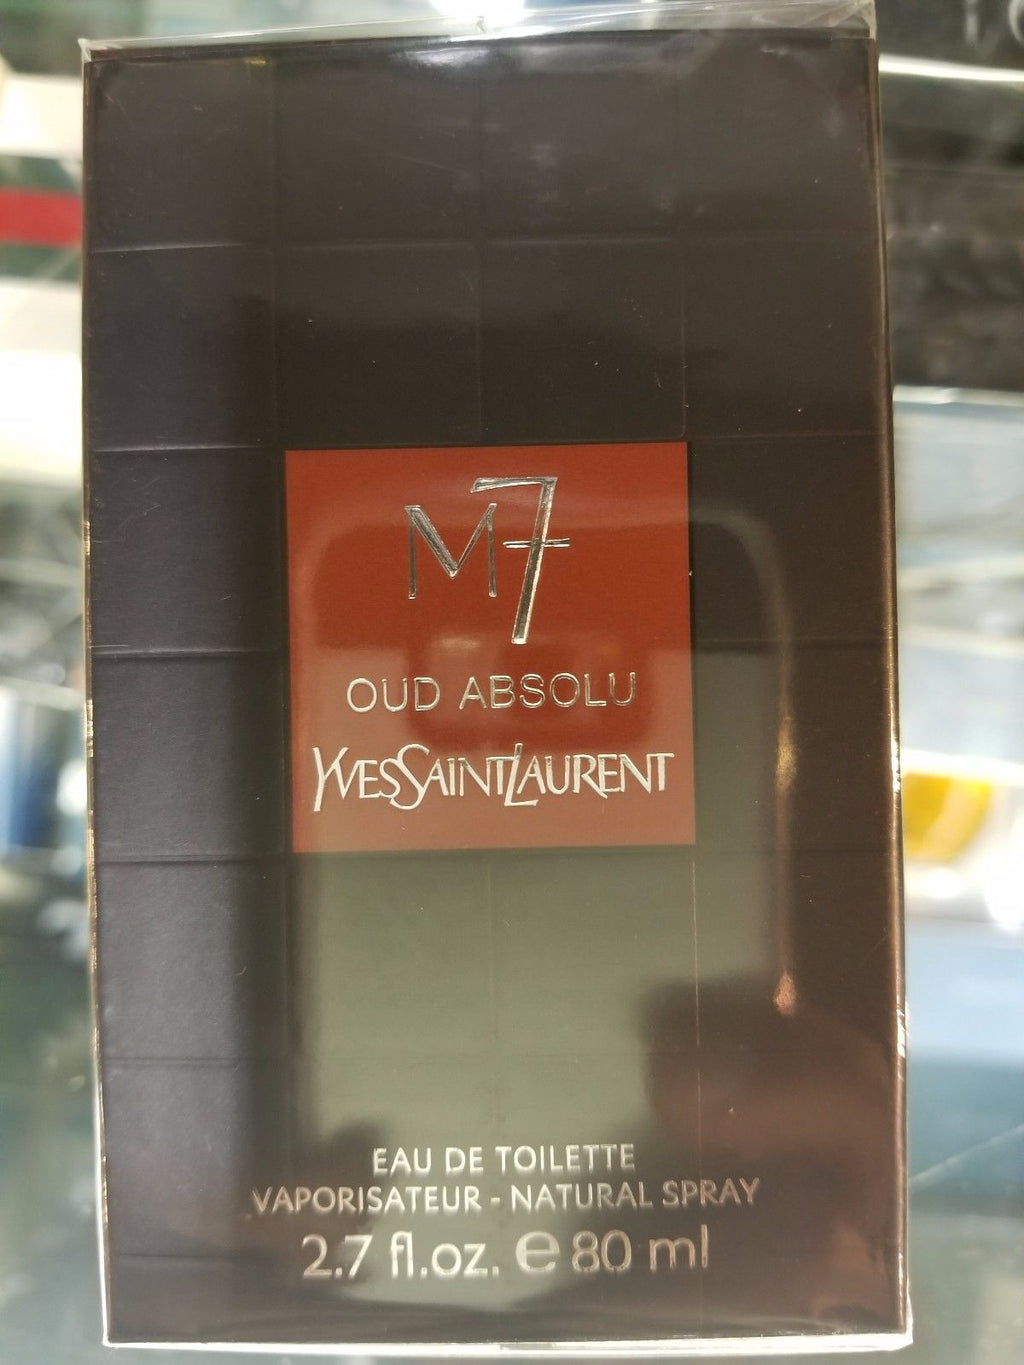 M7
OUD ABSOLU
YVESSAINTLAURENT
EAU DE TOILETTE
VAPORISATEUR - NATURAL SPRAY
2.7 fl.oz. ℮ 80 ml